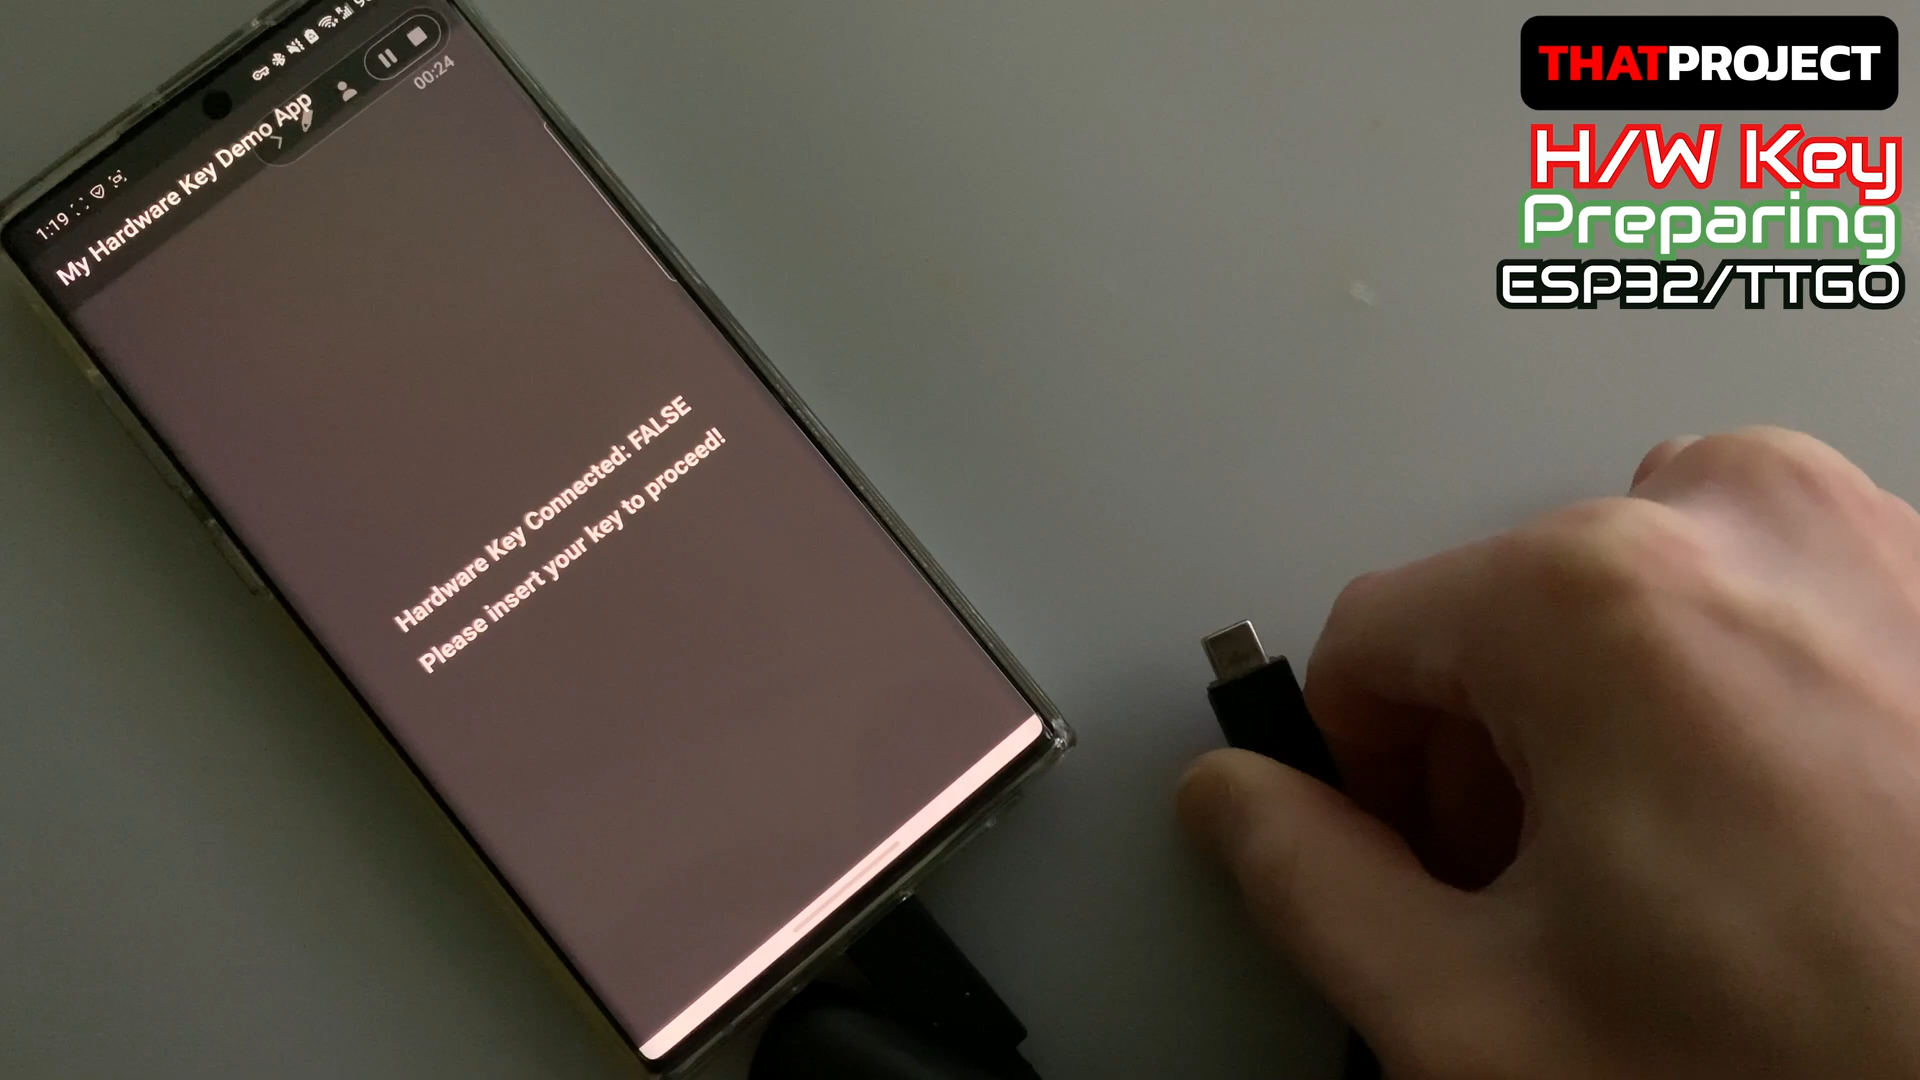 THATPROJECT
H/W Key
Preparing
ESP32/TTGO
00:24
1:19
My Hardware Key Demo App
Hardware Key Connected: FALSE
Please insert your key to proceed!